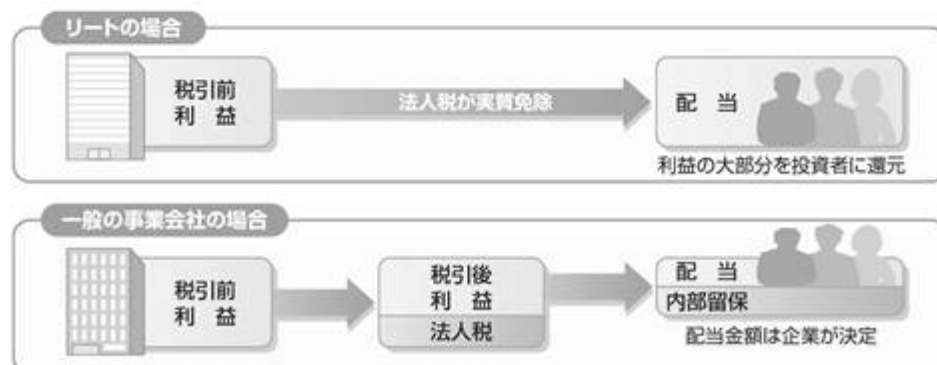 リートの場合
税引前
利　益
法人税が実質免除
配　当
利益の大部分を投資者に還元
一般の事業会社の場合
税引前
利　益
税引後
利　益
法人税
配　当
内部留保
配当金額は企業が決定